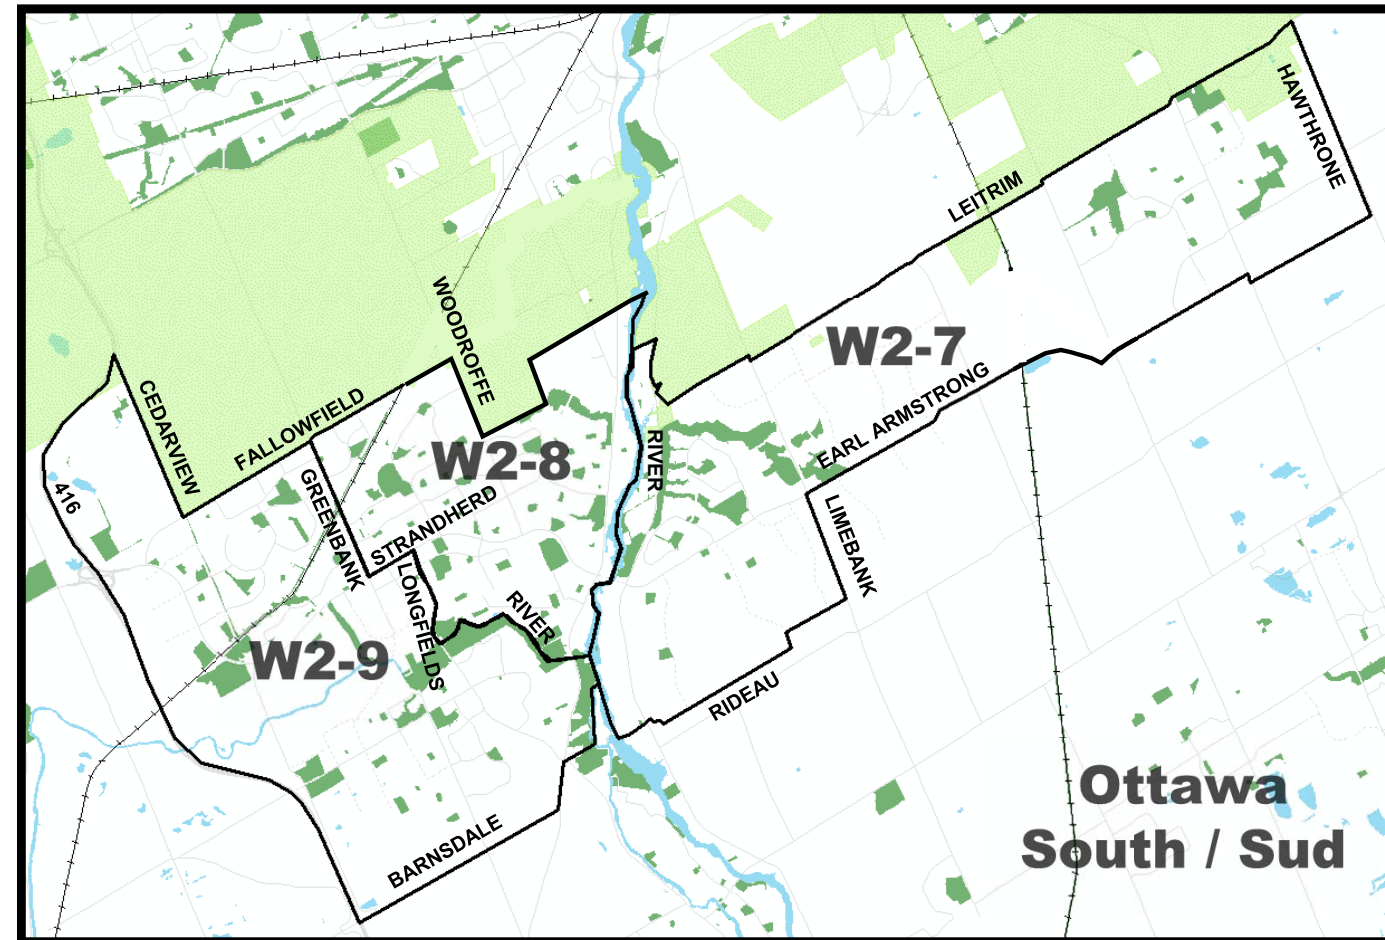 HAWTHRONE
LEITRIM
WOODROFFE
W2-7
CEDARVIEW
FALLOWFIELD
EARL ARMSTRONG
W2-8
RIVER
416
GREENBANK
STRANDHERD
LIMEBANK
LONGFIELDS
RIVER
W2-9
RIDEAU
Ottawa
South / Sud
BARNSDALE